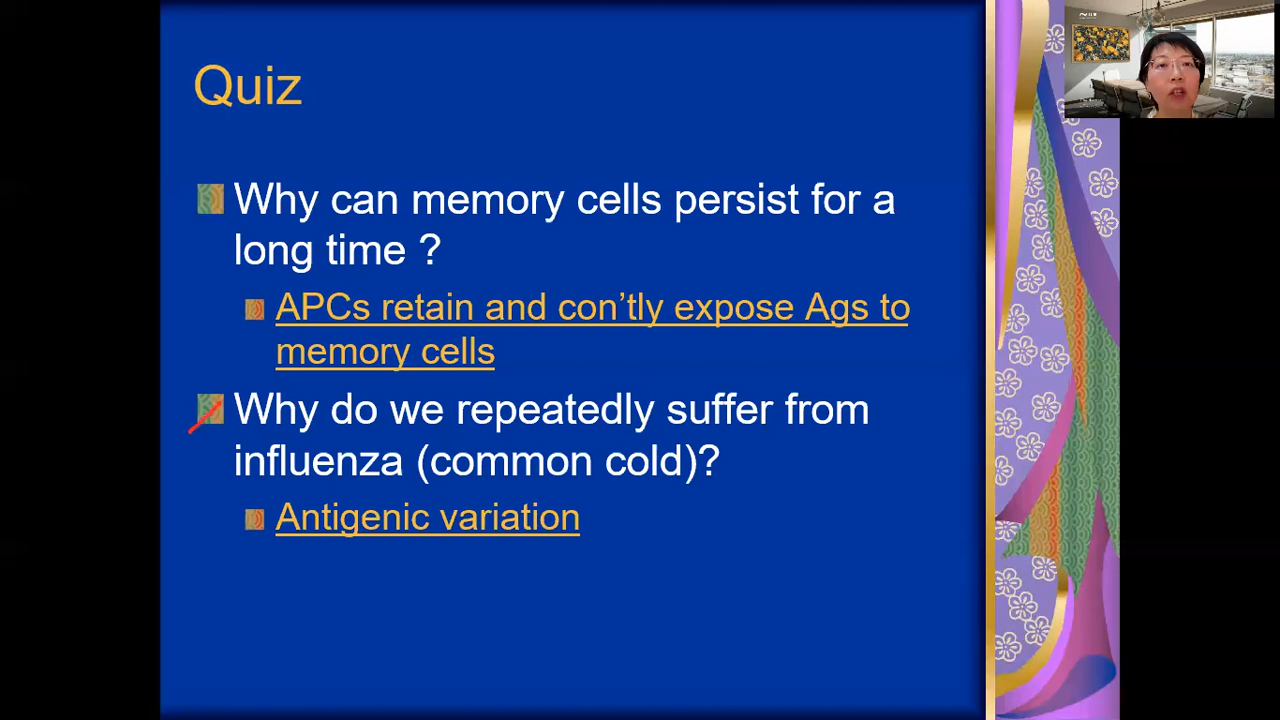 Quiz
Why can memory cells persist for a
long time ?
APCs retain and con’tly expose Ags to
memory cells
Why do we repeatedly suffer from
influenza (common cold)?
Antigenic variation